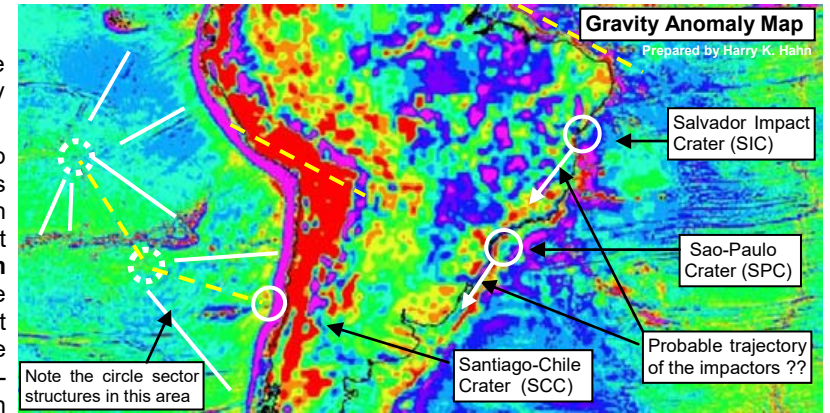 Gravity Anomaly Map
Prepared by Harry K. Hahn
Salvador Impact
Crater (SIC)
Sao-Paulo
Crater (SPC)
Probable trajectory
of the impactors ??
Santiago-Chile
Crater (SCC)
Note the circle sector
structures in this area